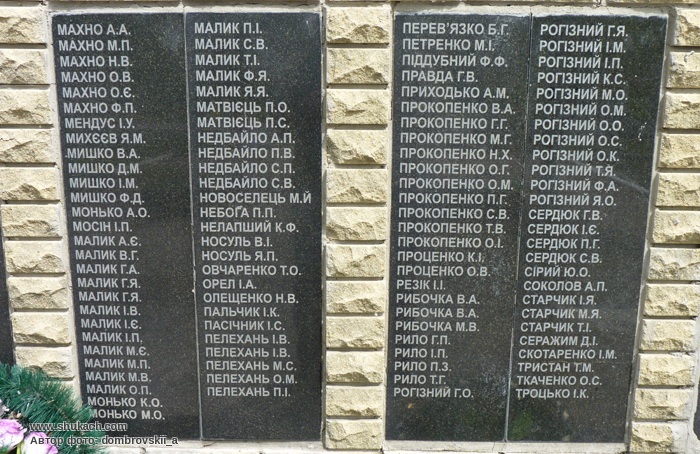 МАХНО А.А.
МАХНО М.П.
МАХНО Н.В.
МАХНО О.В.
МАХНО О.Є.
МАХНО Ф.П.
МЕНДУС І.У.
МИХЄЄВ Я.М.
МИШКО В.А.
МИШКО Д.М.
МИШКО І.М.
МИШКО Ф.Д.
МОНЬКО А.О.
МОСІН І.П.
МАЛИК А.Є.
МАЛИК В.Г.
МАЛИК Г.А.
МАЛИК Г.Я.
МАЛИК Г.Я.
МАЛИК І.В.
МАЛИК І.Є.
МАЛИК І.П.
МАЛИК М.Є.
МАЛИК М.П.
МАЛИК М.В.
МАЛИК О.П.
МОНЬКО К.О.
МОНЬКО М.О.
МАЛИК П.І.
МАЛИК С.В.
МАЛИК Т.І.
МАЛИК Ф.Я.
МАЛИК Я.Я.
МАТВІЄЦЬ П.О.
МАТВІЄЦЬ П.С.
НЕДБАЙЛО А.П.
НЕДБАЙЛО П.В.
НЕДБАЙЛО С.П.
НЕДБАЙЛО С.В.
НОВОСЕЛЕЦЬ М.Й
НЕБОГА П.П.
НЕЛАПШИЙ К.Ф.
НОСУЛЬ В.І.
НОСУЛЬ Я.П.
ОВЧАРЕНКО Т.О.
ОРЕЛ І.А.
ОЛЕЩЕНКО Н.В.
ПАЛЬЧИК І.К.
ПАСІЧНИК І.С.
ПЕЛЕХАНЬ І.В.
ПЕЛЕХАНЬ І.В.
ПЕЛЕХАНЬ М.С.
ПЕЛЕХАНЬ О.М.
ПЕЛЕХАНЬ П.І.
ПЕРЕВ'ЯЗКО Б.Г.
ПЕТРЕНКО М.І.
ПІДДУБНИЙ Ф.Ф.
ПРАВДА Г.В.
ПРИХОДЬКО А.М.
ПРОКОПЕНКО В.А.
ПРОКОПЕНКО Г.Г.
ПРОКОПЕНКО М.Г.
ПРОКОПЕНКО Н.Х.
ПРОКОПЕНКО О.Г.
ПРОКОПЕНКО О.М.
ПРОКОПЕНКО П.Г.
ПРОКОПЕНКО С.В.
ПРОКОПЕНКО Т.В.
ПРОКОПЕНКО О.І.
ПРОЦЕНКО К.І.
ПРОЦЕНКО О.В.
РЕЗІК І.І.
РИБОЧКА В.А.
РИБОЧКА В.А.
РИБОЧКА М.В.
РИЛО Г.П.
РИЛО І.П.
РИЛО П.З.
РИЛО Т.Г.
РОГІЗНИЙ Г.О.
РОГІЗНИЙ Г.Я.
РОГІЗНИЙ І.М.
РОГІЗНИЙ І.П.
РОГІЗНИЙ К.С.
РОГІЗНИЙ М.О.
РОГІЗНИЙ О.М.
РОГІЗНИЙ О.О.
РОГІЗНИЙ О.С.
РОГІЗНИЙ О.К.
РОГІЗНИЙ Т.Я.
РОГІЗНИЙ Ф.А.
РОГІЗНИЙ Я.О.
СЕРДЮК Г.В.
СЕРДЮК І.Є.
СЕРДЮК П.Г.
СЕРДЮК С.В.
СІРИЙ Ю.О.
СОКОЛОВ А.П.
СТАРЧИК І.Я.
СТАРЧИК М.Я.
СТАРЧИК Т.І.
СЕРАЖИМ Д.І.
СКОТАРЕНКО І.М.
ТРИСТАН Т.М.
ТКАЧЕНКО О.С.
ТРОЦЬКО І.К.
www.shukach.com
Автор фото- dombrovskii_a